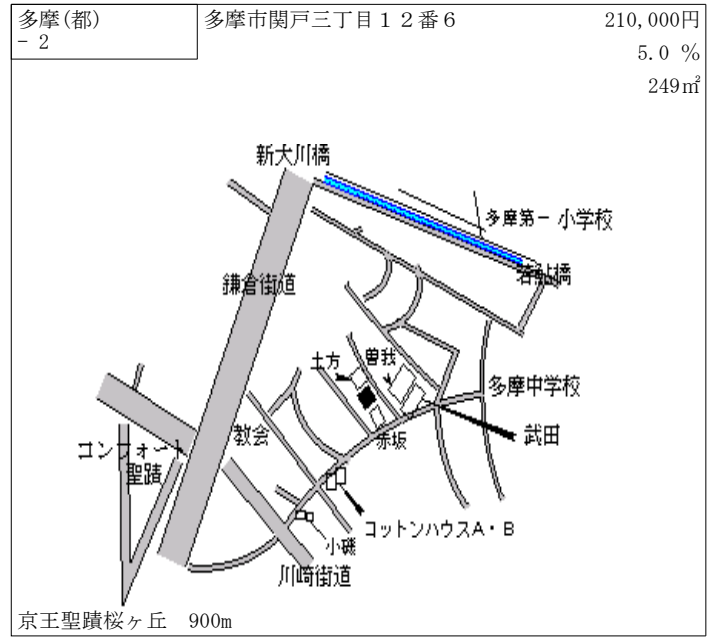 多摩(都)
- 2
多摩市関戸三丁目１２番６
210,000円
5.0 %
249㎡
新大川橋
多摩第一小学校
若鮎橋
鎌倉街道
土方
曽我
多摩中学校
教会
赤坂
武田
コンフォート
聖蹟
コットンハウスA・B
小磯
川崎街道
京王聖蹟桜ヶ丘　900m